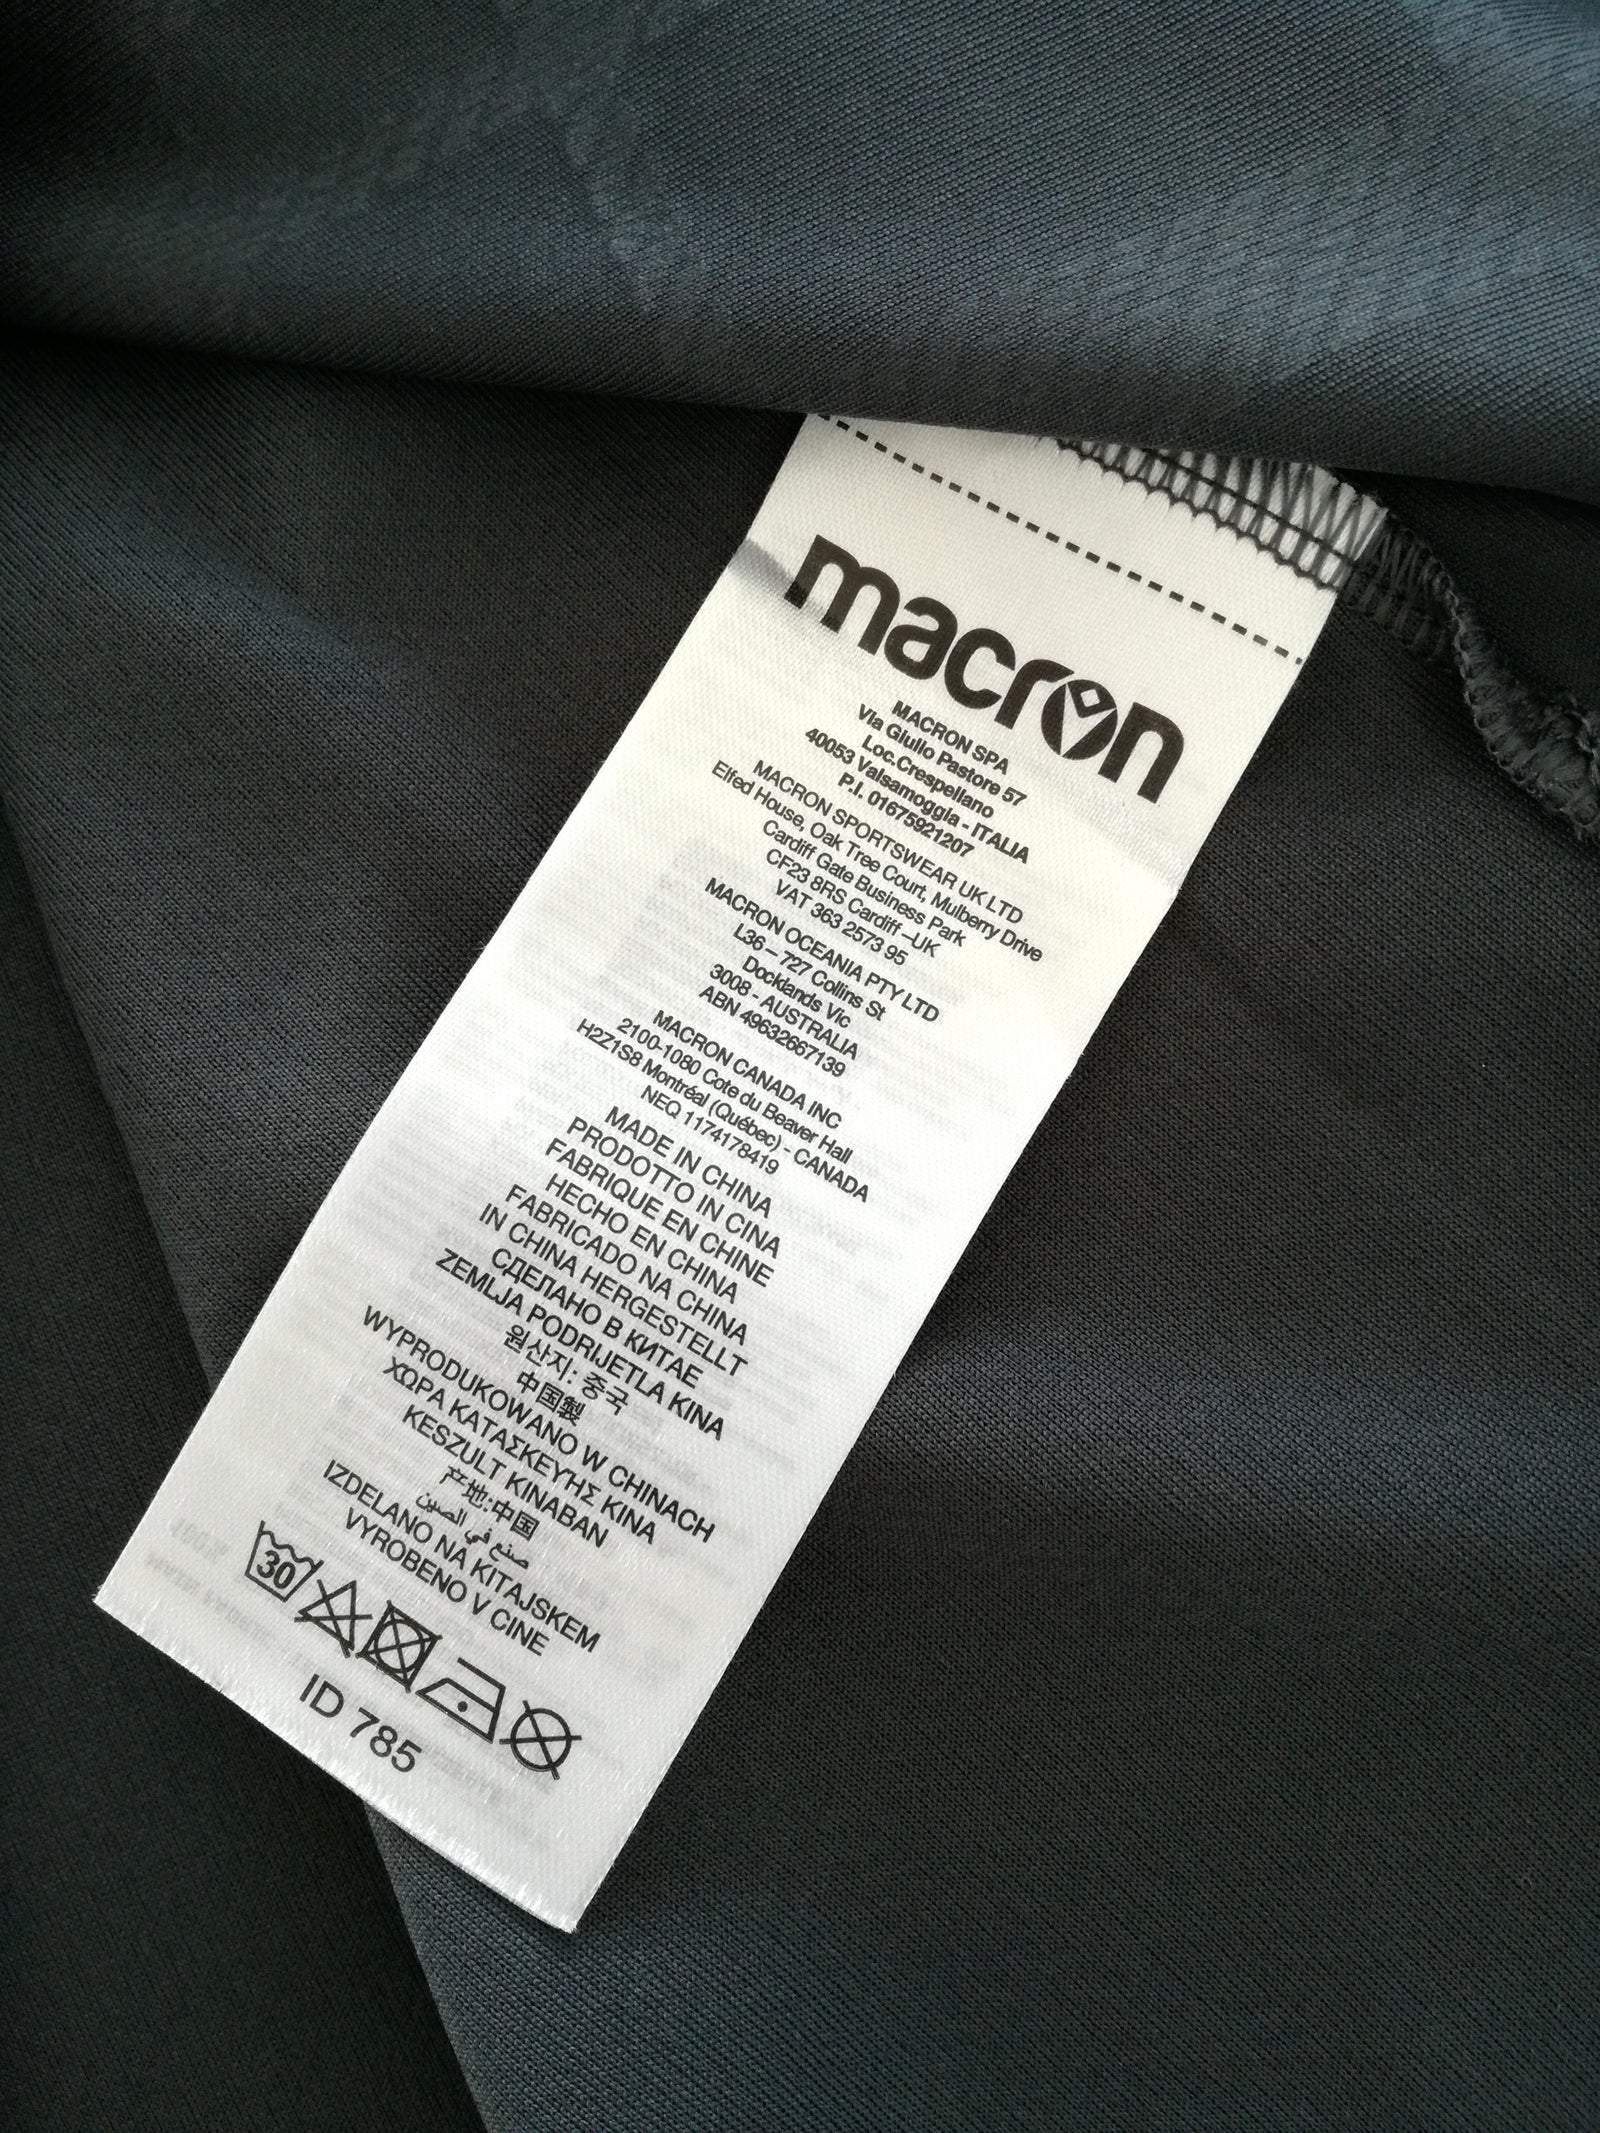 macron
MACRON SPA
Via Giulio Pastore 57
Loc.Crespellano
40053 Valsamoggia - ITALIA
P.I. 01675921207
MACRON SPORTSWEAR UK LTD
Elfed House, Oak Tree Court, Mulberry Drive
Cardiff Gate Business Park
CF23 8RS Cardiff –UK
VAT 363 2573 95
MACRON OCEANIA PTY LTD
L36 – 727 Collins St
Docklands Vic
3008 - AUSTRALIA
ABN 49632667139
MACRON CANADA INC
2100-1080 Cote du Beaver Hall
H2Z1S8 Montréal (Québec) - CANADA
NEQ 1174178419
MADE IN CHINA
PRODOTTO IN CINA
FABRIQUE EN CHINE
HECHO EN CHINA
FABRICADO NA CHINA
IN CHINA HERGESTELLT
СДЕЛАНО В КИТАЕ
ZEMLJA PODRIJETLA KINA
원산지: 중국
中国製
WYPRODUKOWANO W CHINACH
ΧΩΡΑ ΚΑΤΑΣΚΕΥΗΣ ΚΙΝΑ
KESZULT KINABAN
产地:中国
صنع في الصين
IZDELANO NA KITAJSKEM
VYROBENO V CINE
30
ID 785